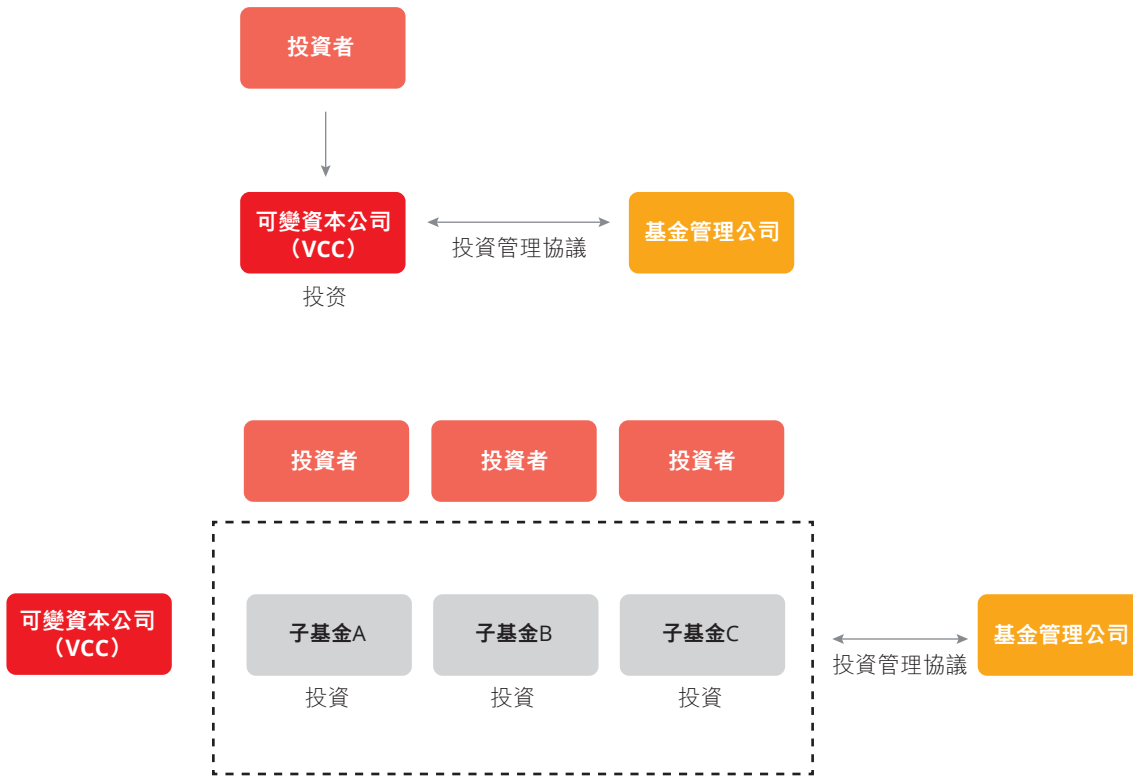 投資者
可變資本公司
（VCC）
投資管理協議
基金管理公司
投资
投資者
投資者
投資者
可變資本公司
（VCC）
子基金A
子基金B
子基金C
投資管理協議
基金管理公司
投資
投資
投資